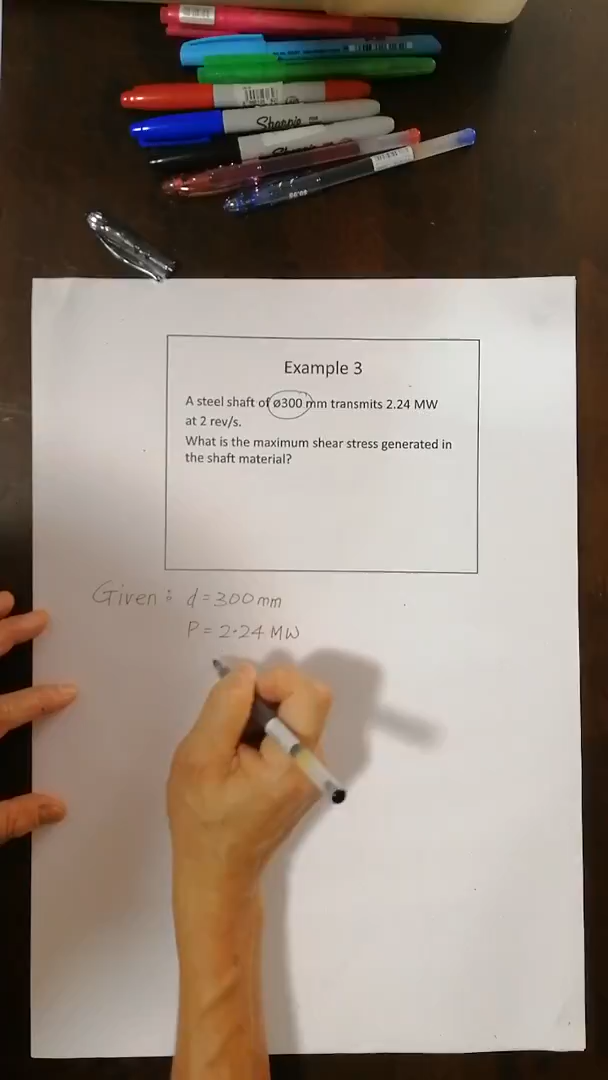 Sharpie
Example 3
A steel shaft of ø300 mm transmits 2.24 MW
at 2 rev/s.
What is the maximum shear stress generated in
the shaft material?
Given: d = 300 mm
P = 2.24 MW